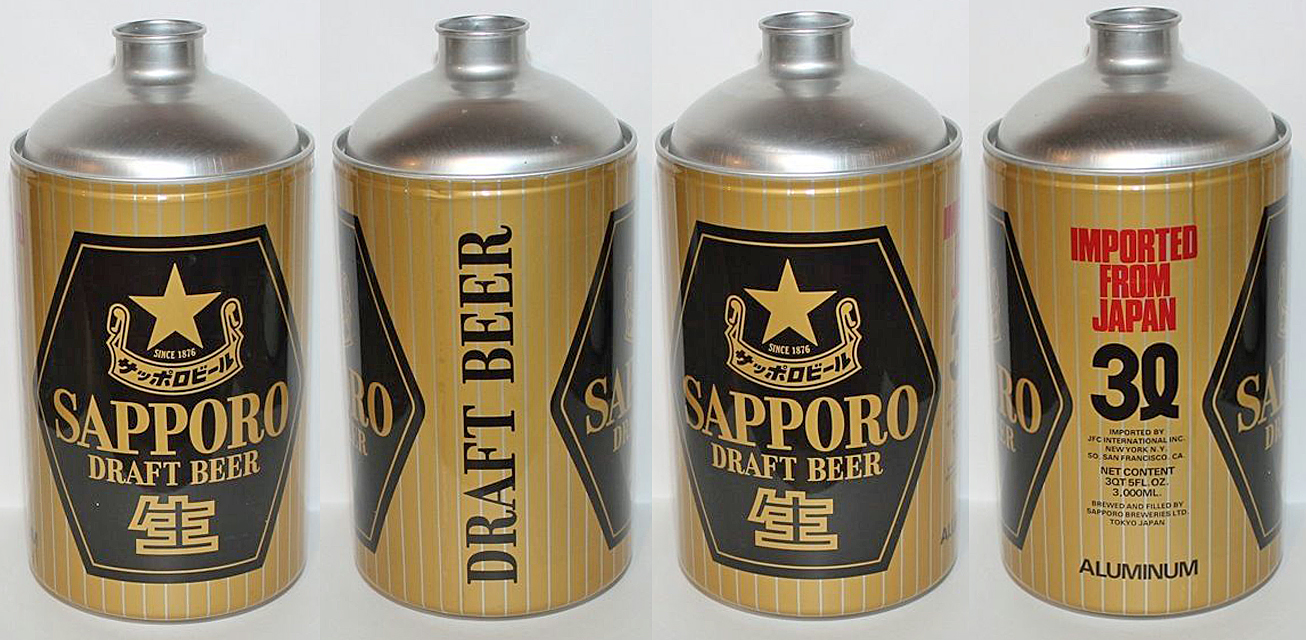 SINCE 1876
サッポロビール
SAPPORO
DRAFT BEER
生
DRAFT BEER
SINCE 1876
サッポロビール
SAPPORO
DRAFT BEER
生
IMPORTED
FROM
JAPAN
3ℓ
IMPORTED BY
JFC INTERNATIONAL INC.
NEW YORK N.Y.
SO. SAN FRANCISCO. CA.
NET CONTENT
3QT 5FL.OZ.
3,000ML.
BREWED AND FILLED BY
SAPPORO BREWERIES LTD.
TOKYO JAPAN
ALUMINUM